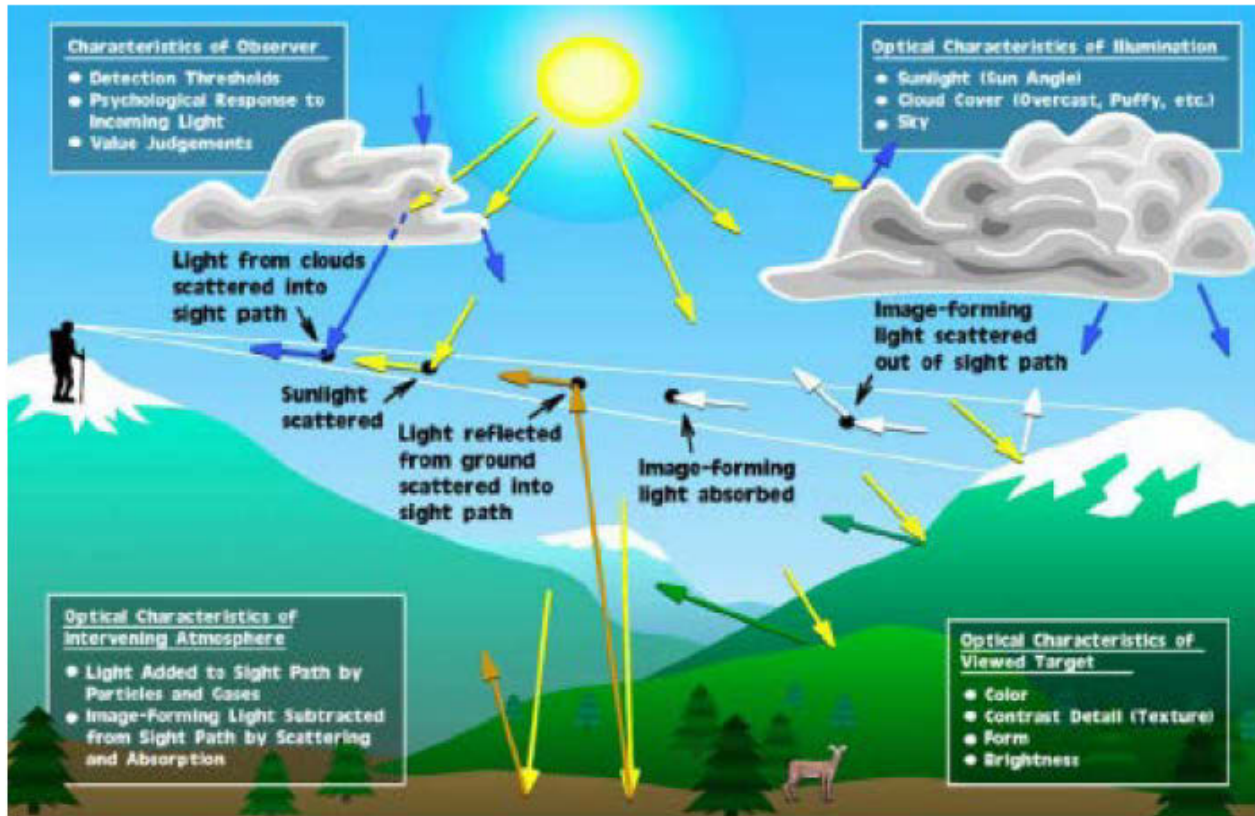 Characteristics of Observer
● Detection Thresholds
● Psychological Response to
Incoming Light
● Value Judgements
Optical Characteristics of Illumination
● Sunlight (Sun Angle)
● Cloud Cover (Overcast, Puffy, etc.)
● Sky
Light from clouds
scattered into
sight path
Sunlight
scattered
Light reflected
from ground
scattered into
sight path
Image-forming
light absorbed
Image-forming
light scattered
out of sight path
Optical Characteristics of
Intervening Atmosphere
● Light Added to Sight Path by
Particles and Gases
● Image-Forming Light Subtracted
from Sight Path by Scattering
and Absorption
Optical Characteristics of
Viewed Target
● Color
● Contrast Detail (Texture)
● Form
● Brightness